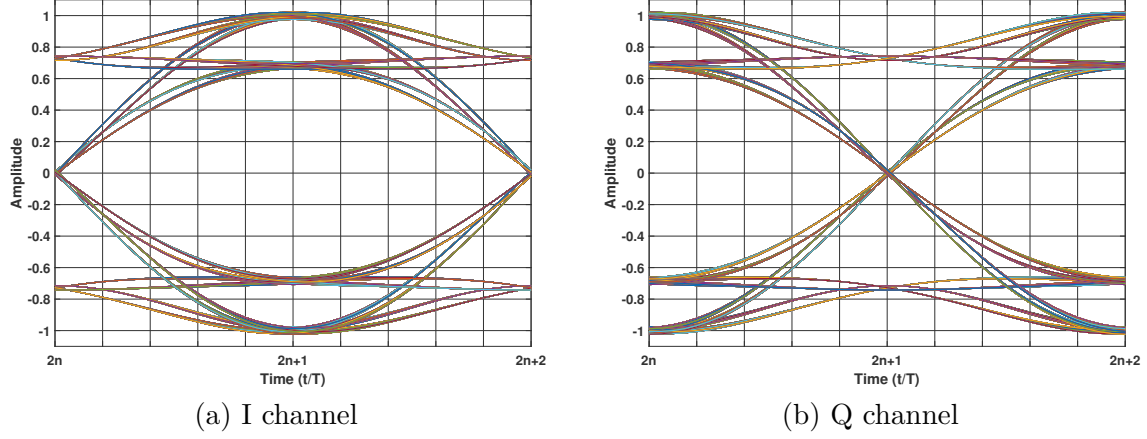 1
0.8
0.6
0.4
0.2
0
-0.2
-0.4
-0.6
-0.8
-1
Amplitude
2n 2n+1 2n+2
Time (t/T)
(a) I channel
1
0.8
0.6
0.4
0.2
0
-0.2
-0.4
-0.6
-0.8
-1
Amplitude
2n 2n+1 2n+2
Time (t/T)
(b) Q channel